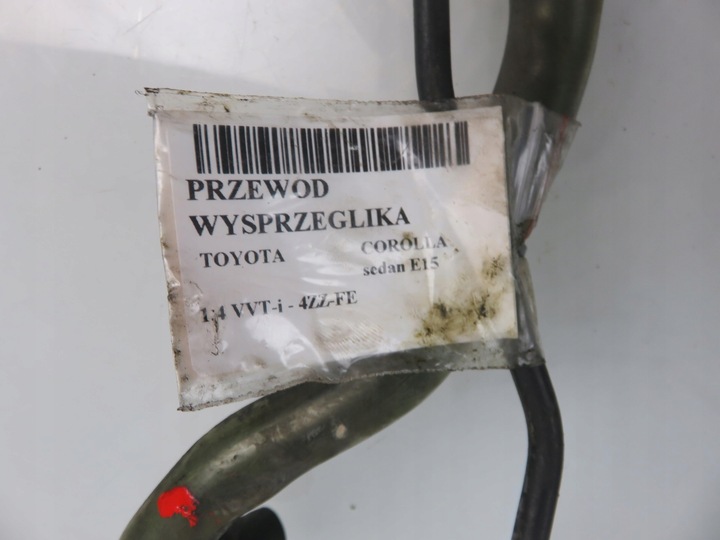 PRZEWOD
WYSPRZEGLIKA
TOYOTA COROLLA
sedan E15
1.4 VVT-i - 4ZZ-FE